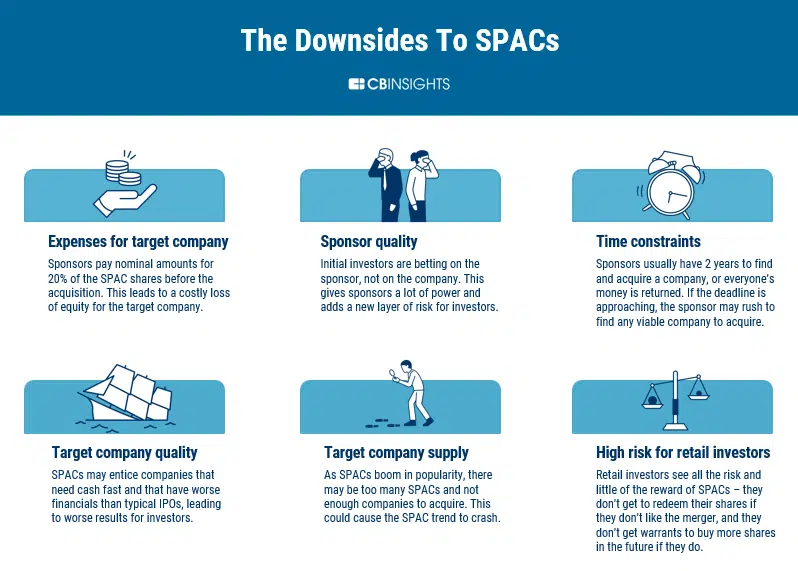 The Downsides To SPACs
CBINSIGHTS
Expenses for target company
Sponsors pay nominal amounts for
20% of the SPAC shares before the
acquisition. This leads to a costly loss
of equity for the target company.
Sponsor quality
Initial investors are betting on the
sponsor, not on the company. This
gives sponsors a lot of power and
adds a new layer of risk for investors.
Time constraints
Sponsors usually have 2 years to find
and acquire a company, or everyone's
money is returned. If the deadline is
approaching, the sponsor may rush to
find any viable company to acquire.
Target company quality
SPACs may entice companies that
need cash fast and that have worse
financials than typical IPOs, leading
to worse results for investors.
Target company supply
As SPACs boom in popularity, there
may be too many SPACs and not
enough companies to acquire. This
could cause the SPAC trend to crash.
High risk for retail investors
Retail investors see all the risk and
little of the reward of SPACs – they
don't get to redeem their shares if
they don't like the merger, and they
don't get warrants to buy more shares
in the future if they do.